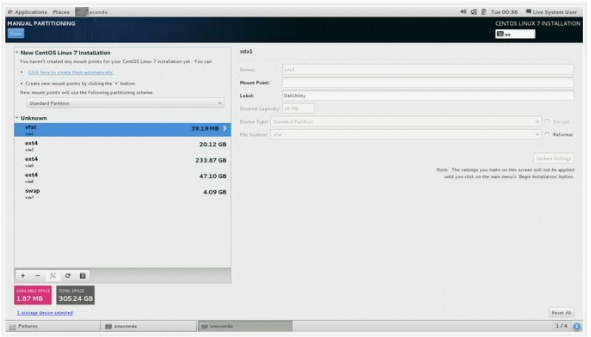 Applications Places anaconda
Tue 00:36 Live System User
MANUAL PARTITIONING
CENTOS LINUX 7 INSTALLATION
Done
us
New CentOS Linux 7 Installation
You haven't created any mount points for your CentOS Linux 7 installation yet. You can:
Click here to create them automatically.
Create new mount points by clicking the '+' button.
New mount points will use the following partitioning scheme:
Standard Partition
Unknown
vfat 39.19 MB
sda1
ext4 20.12 GB
sda3
ext4 233.87 GB
ext4 47.10 GB
swap 4.09 GB
sda7
+ -
AVAILABLE SPACE
1.87 MB
TOTAL SPACE
305.24 GB
1 storage device selected
sda1
Name: sda1
Mount Point:
Label: DellUtility
Desired Capacity: 39 MB
Device Type: Standard Partition Encrypt
File System: vfat Reformat
Update Settings
Note: The settings you make on this screen will not be applied
until you click on the main menu's 'Begin Installation' button.
Reset All
Pictures anaconda anaconda 1 / 4